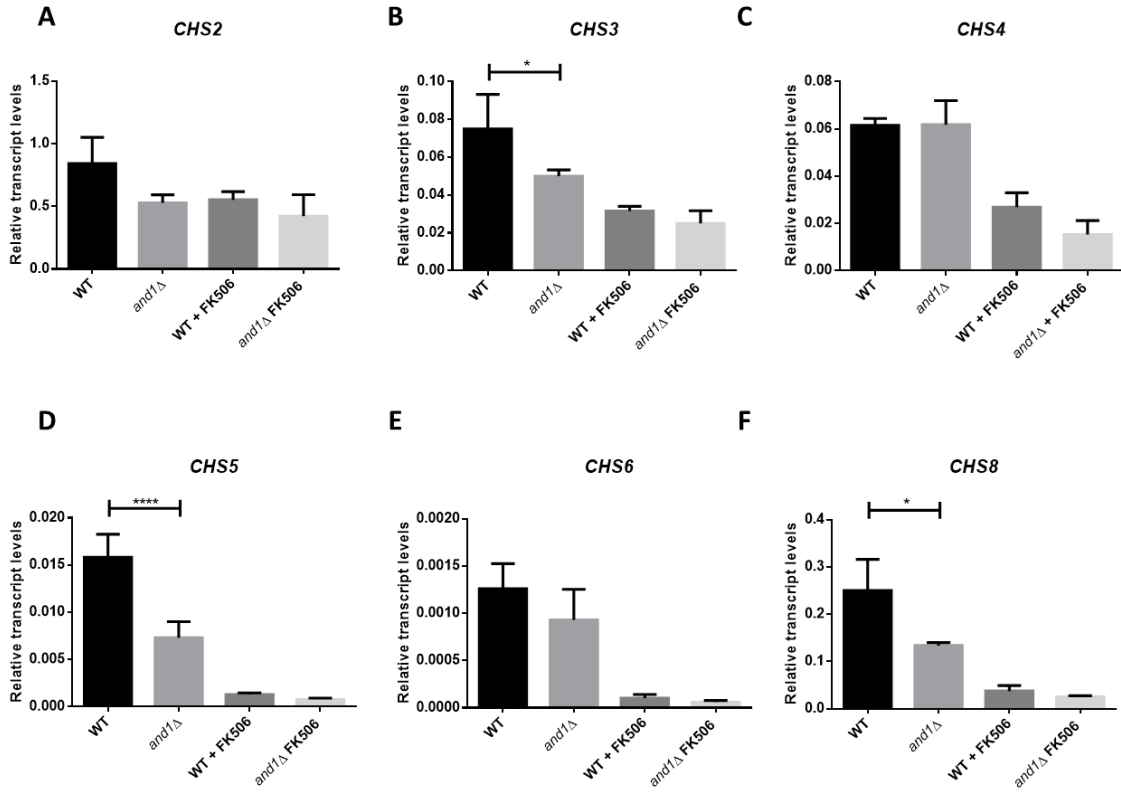 A
CHS2
Relative transcript levels
1.5
1.0
0.5
0.0
WT
and1Δ
WT + FK506
and1Δ FK506
B
CHS3
*
Relative transcript levels
0.10
0.08
0.06
0.04
0.02
0.00
WT
and1Δ
WT + FK506
and1Δ FK506
C
CHS4
Relative transcript levels
0.08
0.06
0.04
0.02
0.00
WT
and1Δ
WT + FK506
and1Δ + FK506
D
CHS5
****
Relative transcript levels
0.020
0.015
0.010
0.005
0.000
WT
and1Δ
WT + FK506
and1Δ FK506
E
CHS6
Relative transcript levels
0.0020
0.0015
0.0010
0.0005
0.0000
WT
and1Δ
WT + FK506
and1Δ FK506
F
CHS8
*
Relative transcript levels
0.4
0.3
0.2
0.1
0.0
WT
and1Δ
WT + FK506
and1Δ FK506